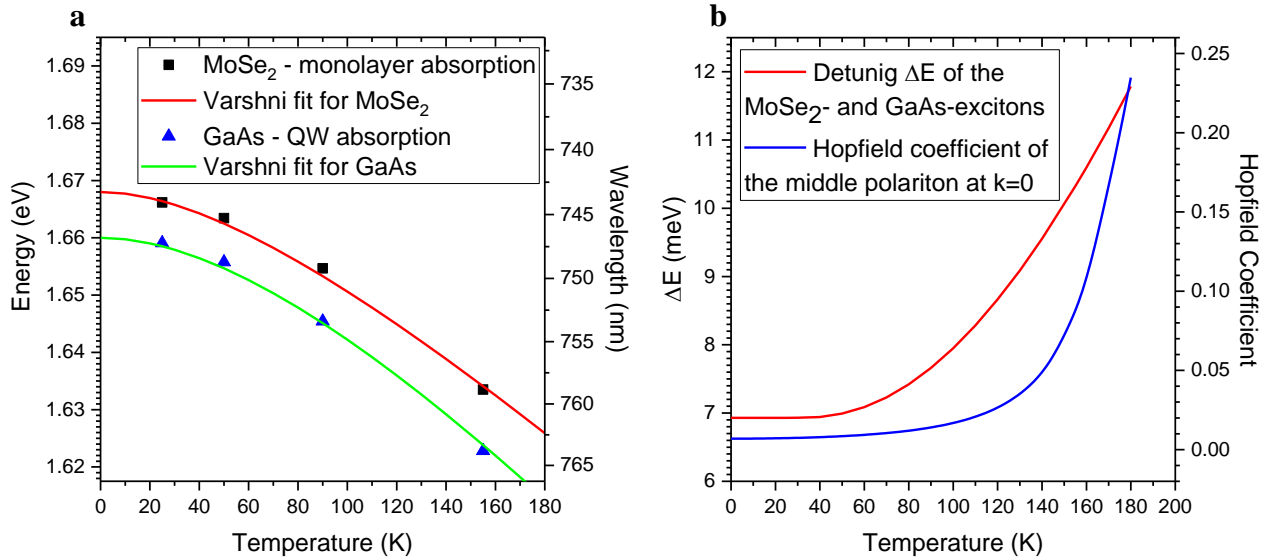 a
MoSe2 - monolayer absorption
Varshni fit for MoSe2
GaAs - QW absorption
Varshni fit for GaAs
Energy (eV)
1.69
1.68
1.67
1.66
1.65
1.64
1.63
1.62
0 20 40 60 80 100 120 140 160 180
Temperature (K)
735
740
743
745
748
750
753
755
758
760
763
765
Wavelength (nm)
b
Detunig ΔE of the
MoSe2- and GaAs-excitons
Hopfield coefficient of
the middle polariton at k=0
ΔE (meV)
12
11
10
9
8
7
6
0 20 40 60 80 100 120 140 160 180 200
Temperature (K)
0.25
0.20
0.15
0.10
0.05
0.00
Hopfield Coefficient